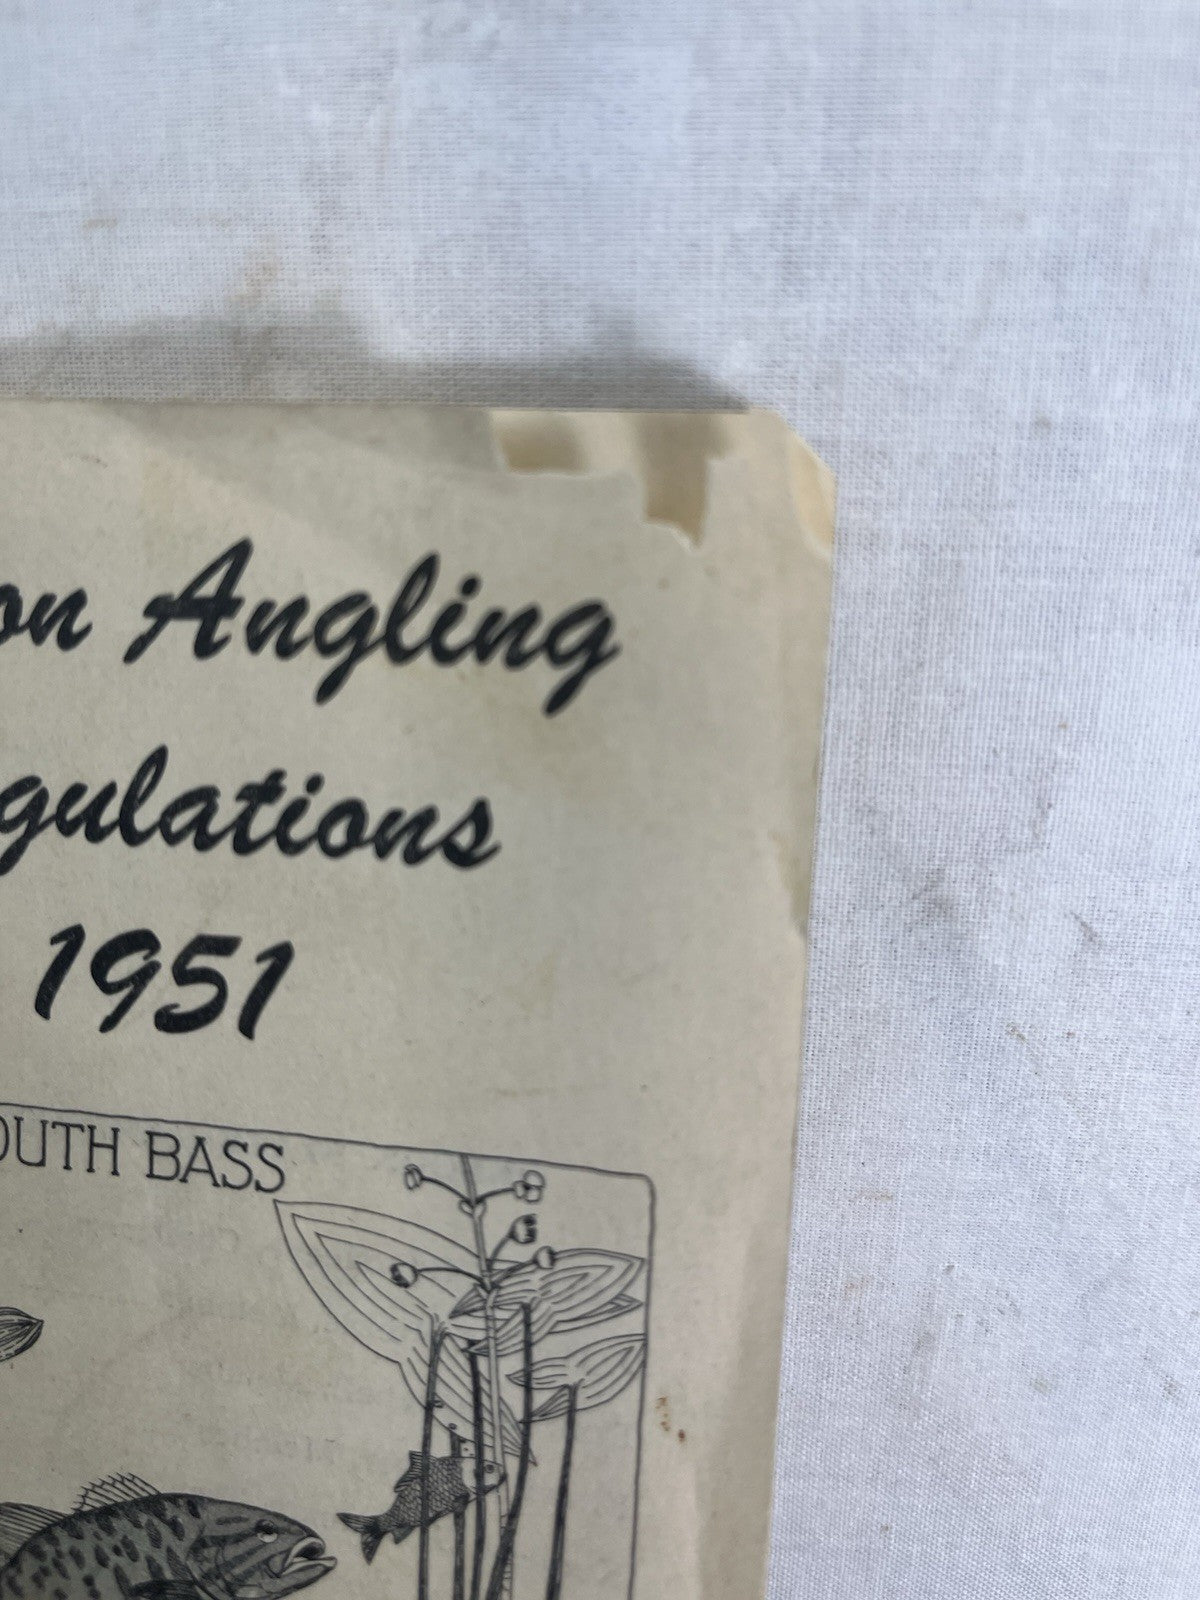 on Angling
gulations
1951
OUTH BASS